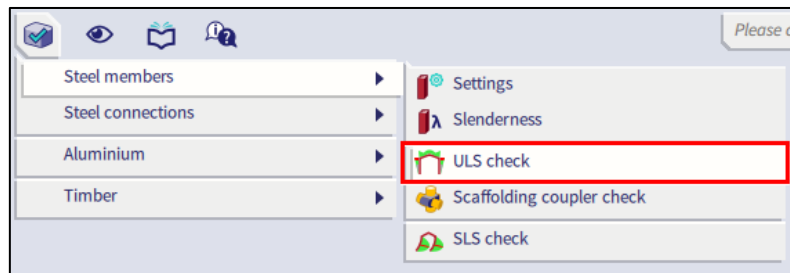 Please
Steel members
Steel connections
Aluminium
Timber
Settings
λ Slenderness
ULS check
Scaffolding coupler check
SLS check